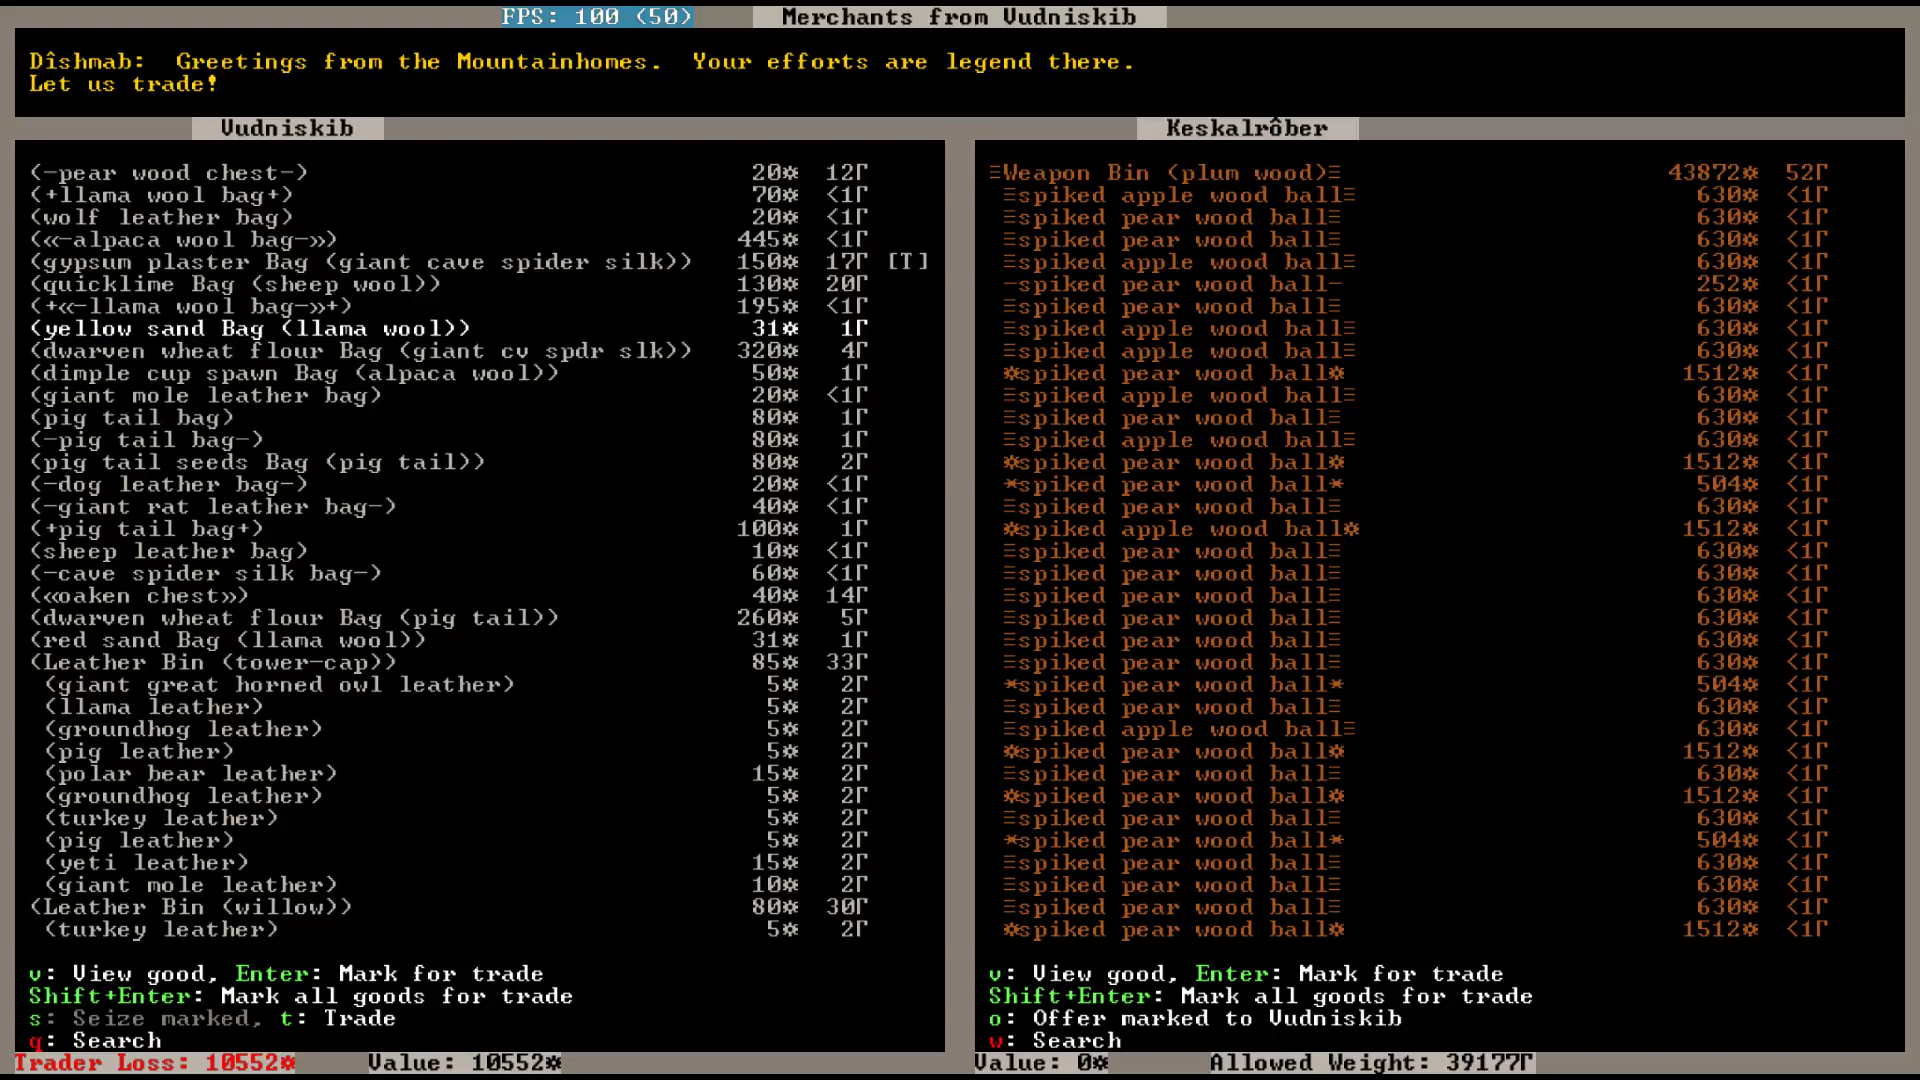 FPS: 100 (50)
Merchants from Vudniskib
Dîshmab: Greetings from the Mountainhomes. Your efforts are legend there.
Let us trade!
Vudniskib
(-pear wood chest-) 20☼ 12Γ
(+llama wool bag+) 70☼ <1Γ
(wolf leather bag) 20☼ <1Γ
(«-alpaca wool bag-») 445☼ <1Γ
(gypsum plaster Bag (giant cave spider silk)) 150☼ 17Γ [T]
(quicklime Bag (sheep wool)) 130☼ 20Γ
(+«-llama wool bag-»+) 195☼ <1Γ
(yellow sand Bag (llama wool)) 31☼ 1Γ
(dwarven wheat flour Bag (giant cv spdr slk)) 320☼ 4Γ
(dimple cup spawn Bag (alpaca wool)) 50☼ 1Γ
(giant mole leather bag) 20☼ <1Γ
(pig tail bag) 80☼ 1Γ
(-pig tail bag-) 80☼ 1Γ
(pig tail seeds Bag (pig tail)) 80☼ 2Γ
(-dog leather bag-) 20☼ <1Γ
(-giant rat leather bag-) 40☼ <1Γ
(+pig tail bag+) 100☼ 1Γ
(sheep leather bag) 10☼ <1Γ
(-cave spider silk bag-) 60☼ <1Γ
(«oaken chest») 40☼ 14Γ
(dwarven wheat flour Bag (pig tail)) 260☼ 5Γ
(red sand Bag (llama wool)) 31☼ 1Γ
(Leather Bin (tower-cap)) 85☼ 33Γ
(giant great horned owl leather) 5☼ 2Γ
(llama leather) 5☼ 2Γ
(groundhog leather) 5☼ 2Γ
(pig leather) 5☼ 2Γ
(polar bear leather) 15☼ 2Γ
(groundhog leather) 5☼ 2Γ
(turkey leather) 5☼ 2Γ
(pig leather) 5☼ 2Γ
(yeti leather) 15☼ 2Γ
(giant mole leather) 10☼ 2Γ
(Leather Bin (willow)) 80☼ 30Γ
(turkey leather) 5☼ 2Γ
v: View good, Enter: Mark for trade
Shift+Enter: Mark all goods for trade
s: Seize marked, t: Trade
q: Search
Trader Loss: 10552☼ Value: 10552☼
Keskalrôber
≡Weapon Bin (plum wood)≡ 43872☼ 52Γ
≡spiked apple wood ball≡ 630☼ <1Γ
≡spiked pear wood ball≡ 630☼ <1Γ
≡spiked pear wood ball≡ 630☼ <1Γ
≡spiked apple wood ball≡ 630☼ <1Γ
-spiked pear wood ball- 252☼ <1Γ
≡spiked pear wood ball≡ 630☼ <1Γ
≡spiked apple wood ball≡ 630☼ <1Γ
≡spiked apple wood ball≡ 630☼ <1Γ
☼spiked pear wood ball☼ 1512☼ <1Γ
≡spiked apple wood ball≡ 630☼ <1Γ
≡spiked pear wood ball≡ 630☼ <1Γ
≡spiked apple wood ball≡ 630☼ <1Γ
☼spiked pear wood ball☼ 1512☼ <1Γ
*spiked pear wood ball* 504☼ <1Γ
≡spiked pear wood ball≡ 630☼ <1Γ
☼spiked apple wood ball☼ 1512☼ <1Γ
≡spiked pear wood ball≡ 630☼ <1Γ
≡spiked pear wood ball≡ 630☼ <1Γ
≡spiked pear wood ball≡ 630☼ <1Γ
≡spiked pear wood ball≡ 630☼ <1Γ
≡spiked pear wood ball≡ 630☼ <1Γ
≡spiked pear wood ball≡ 630☼ <1Γ
*spiked pear wood ball* 504☼ <1Γ
≡spiked pear wood ball≡ 630☼ <1Γ
≡spiked apple wood ball≡ 630☼ <1Γ
☼spiked pear wood ball☼ 1512☼ <1Γ
≡spiked pear wood ball≡ 630☼ <1Γ
☼spiked pear wood ball☼ 1512☼ <1Γ
≡spiked pear wood ball≡ 630☼ <1Γ
*spiked pear wood ball* 504☼ <1Γ
≡spiked pear wood ball≡ 630☼ <1Γ
≡spiked pear wood ball≡ 630☼ <1Γ
≡spiked pear wood ball≡ 630☼ <1Γ
☼spiked pear wood ball☼ 1512☼ <1Γ
v: View good, Enter: Mark for trade
Shift+Enter: Mark all goods for trade
o: Offer marked to Vudniskib
w: Search
Value: 0☼ Allowed Weight: 39177Γ